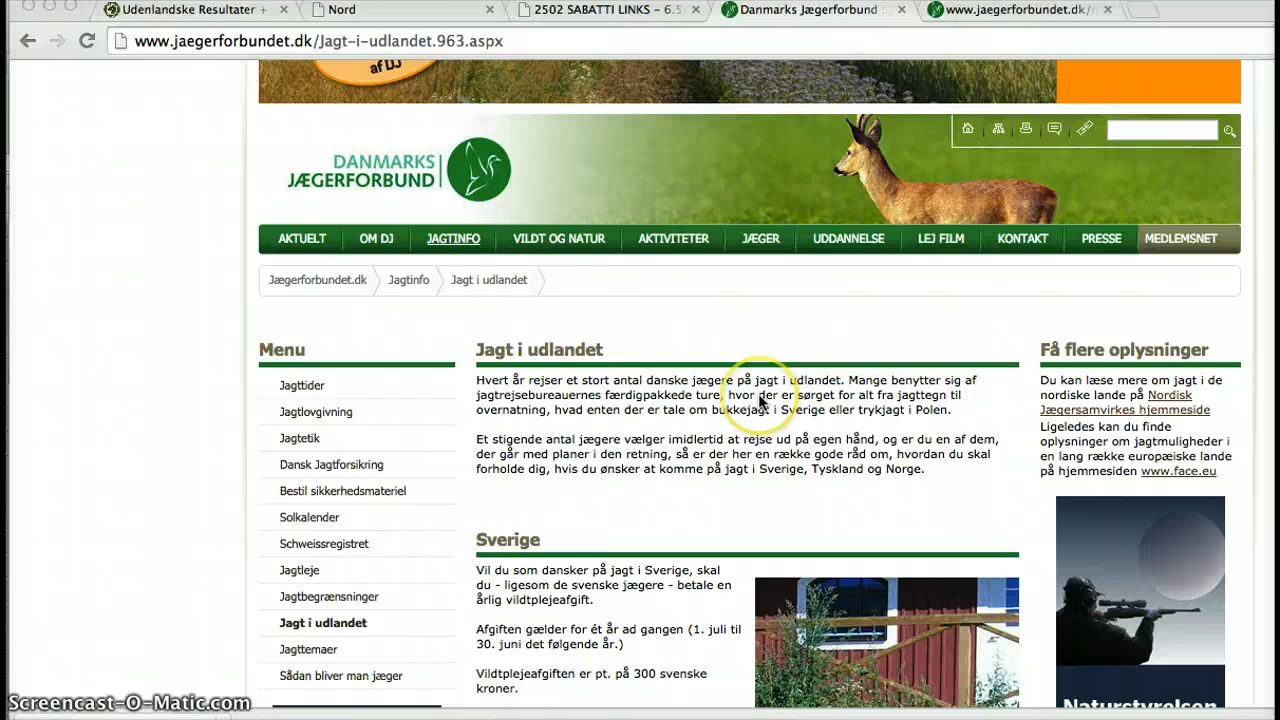 Udenlandske Resultater +
Nord
2502 SABATTI LINKS – 6.5
Danmarks Jægerforbund
www.jaegerforbundet.dk/n
www.jaegerforbundet.dk/Jagt-i-udlandet.963.aspx
af DJ
DANMARKS
JÆGERFORBUND
AKTUELT OM DJ JAGTINFO VILDT OG NATUR AKTIVITETER JÆGER UDDANNELSE LEJ FILM KONTAKT PRESSE MEDLEMSNET
Jægerforbundet.dk Jagtinfo Jagt i udlandet
Menu
Jagttider
Jagtlovgivning
Jagtetik
Dansk Jagtforsikring
Bestil sikkerhedsmateriel
Solkalender
Schweissregistret
Jagtleje
Jagtbegrænsninger
Jagt i udlandet
Jagttemaer
Sådan bliver man jæger
Jagt i udlandet
Hvert år rejser et stort antal danske jægere på jagt i udlandet. Mange benytter sig af
jagtrejsebureauernes færdigpakkede ture, hvor der er sørget for alt fra jagttegn til
overnatning, hvad enten der er tale om bukkejagt i Sverige eller trykjagt i Polen.
Et stigende antal jægere vælger imidlertid at rejse ud på egen hånd, og er du en af dem,
der går med planer i den retning, så er der her en række gode råd om, hvordan du skal
forholde dig, hvis du ønsker at komme på jagt i Sverige, Tyskland og Norge.
Sverige
Vil du som dansker på jagt i Sverige, skal
du - ligesom de svenske jægere - betale en
årlig vildtplejeafgift.
Afgiften gælder for ét år ad gangen (1. juli til
30. juni det følgende år.)
Vildtplejeafgiften er pt. på 300 svenske
kroner.
Få flere oplysninger
Du kan læse mere om jagt i de
nordiske lande på Nordisk
Jægersamvirkes hjemmeside
Ligeledes kan du finde
oplysninger om jagtmuligheder i
en lang række europæiske lande
på hjemmesiden www.face.eu
Naturstyrelsen
Screencast-O-Matic.com